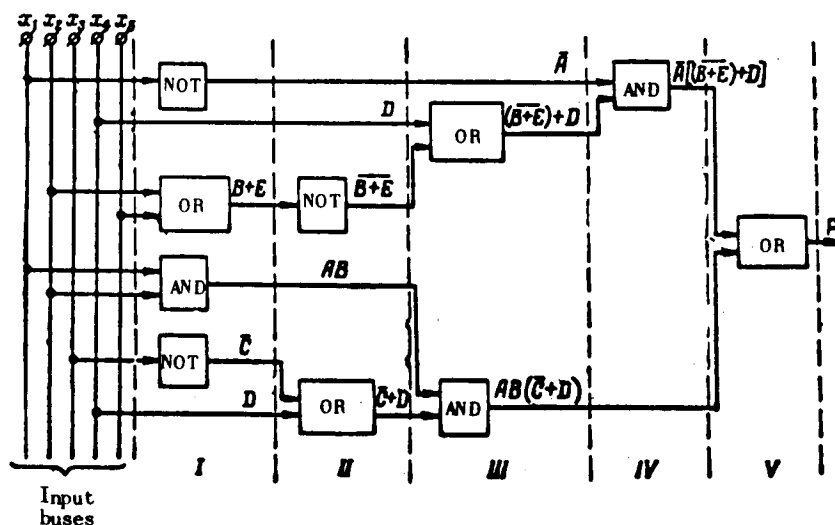 x₁ x₂ x₃ x₄ x₅
NOT
Ā
AND
Ā[(B̅+̅E̅)+D]
D
OR
(B̅+̅E̅)+D
OR
B+E
NOT
B̅+̅E̅
OR
P
AND
AB
NOT
C̄
D
OR
C̄+D
AND
AB(C̄+D)
I II III IV V
Input
buses